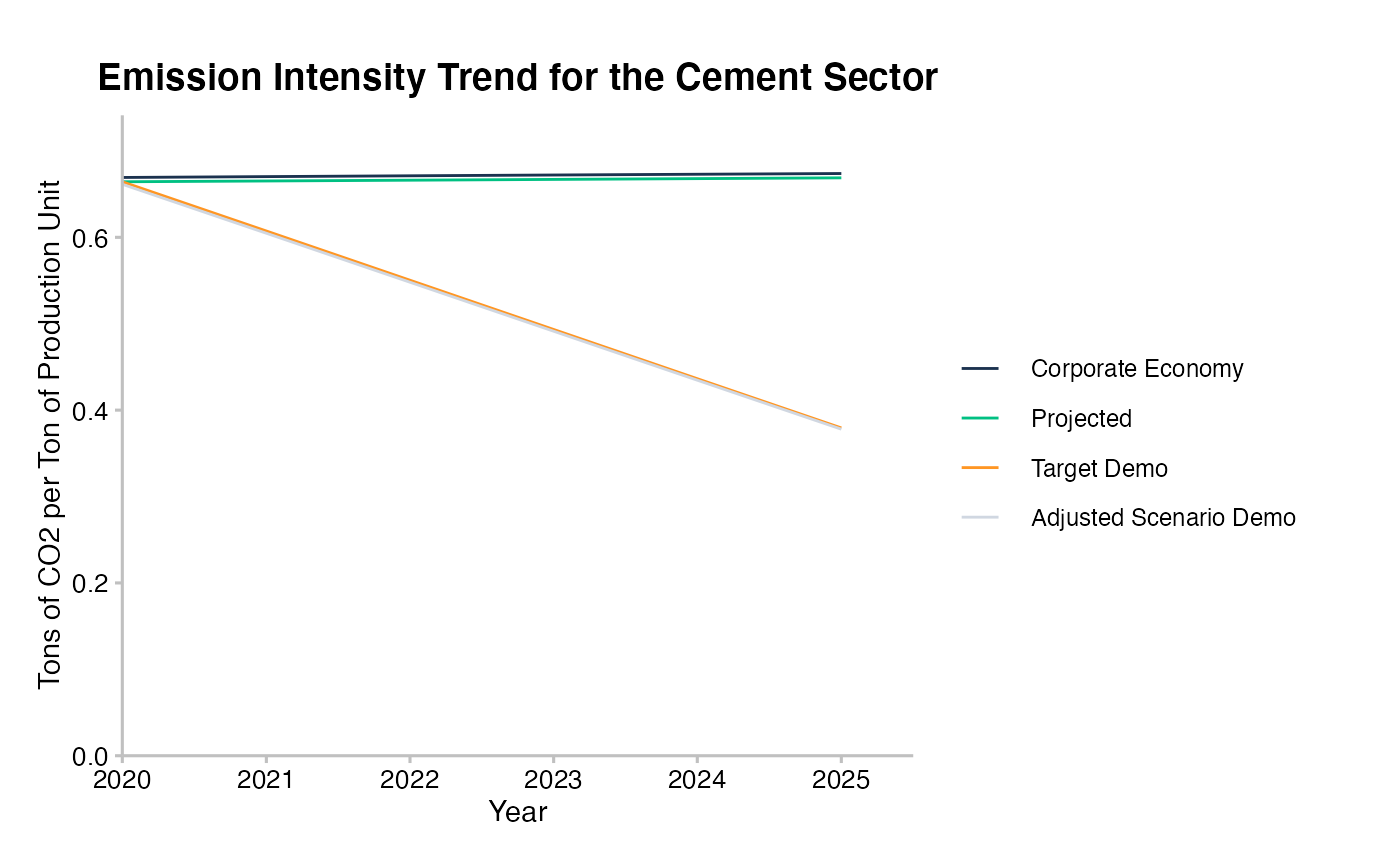 Emission Intensity Trend for the Cement Sector
Tons of CO2 per Ton of Production Unit
0.6
0.4
0.2
0.0
2020 2021 2022 2023 2024 2025
Year
Corporate Economy
Projected
Target Demo
Adjusted Scenario Demo